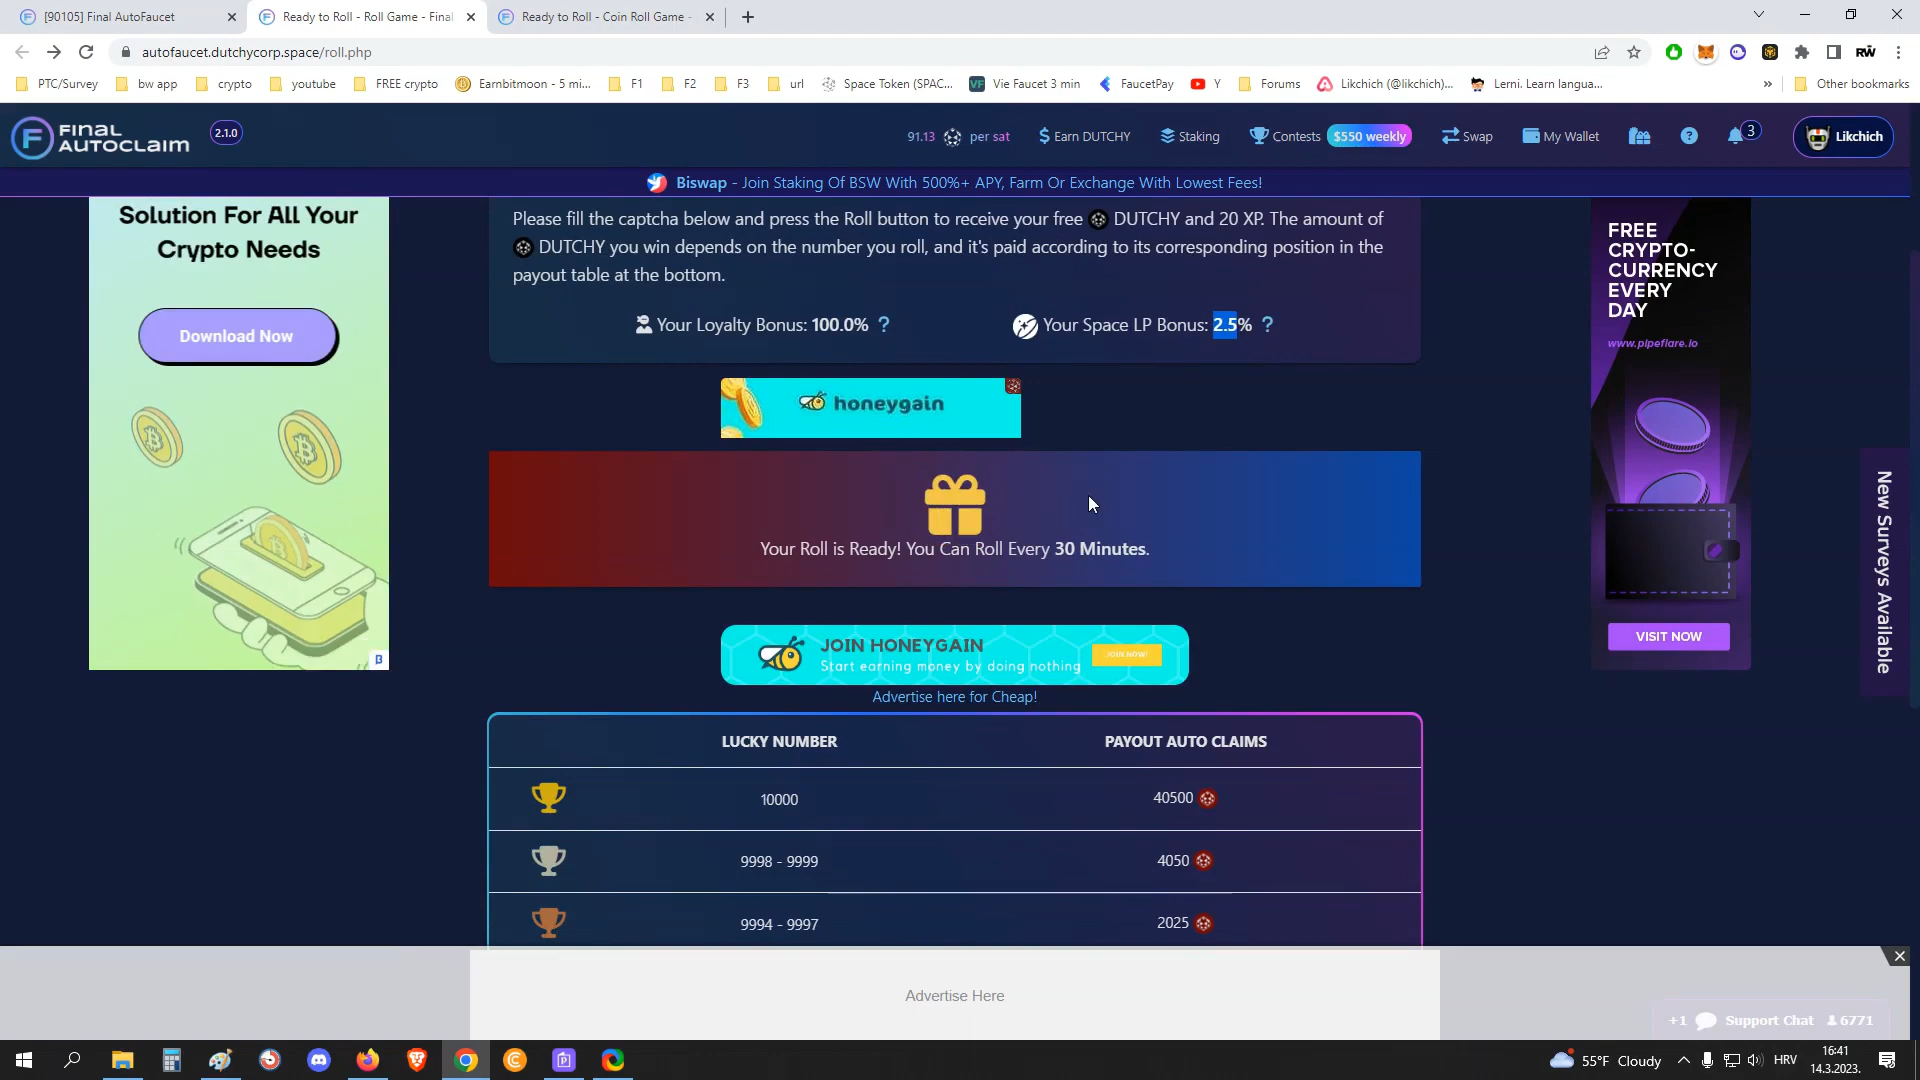 [90105] Final AutoFaucet
Ready to Roll - Roll Game - Final
Ready to Roll - Coin Roll Game -
autofaucet.dutchycorp.space/roll.php
PTC/Survey
bw app
crypto
youtube
FREE crypto
Earnbitmoon - 5 mi...
F1
F2
F3
url
Space Token (SPAC...
VF
Vie Faucet 3 min
FaucetPay
Y
Forums
Likchich (@likchich)...
Lerni. Learn langua...
»
Other bookmarks
FINAL
AUTOCLAIM
2.1.0
91.13 per sat
Earn DUTCHY
Staking
Contests $550 weekly
Swap
My Wallet
3
Likchich
Biswap - Join Staking Of BSW With 500%+ APY, Farm Or Exchange With Lowest Fees!
Solution For All Your
Crypto Needs
Download Now
Please fill the captcha below and press the Roll button to receive your free DUTCHY and 20 XP. The amount of
DUTCHY you win depends on the number you roll, and it's paid according to its corresponding position in the
payout table at the bottom.
Your Loyalty Bonus: 100.0% ?
Your Space LP Bonus: 2.5% ?
honeygain
Your Roll is Ready! You Can Roll Every 30 Minutes.
JOIN HONEYGAIN
Start earning money by doing nothing
JOIN NOW!
Advertise here for Cheap!
LUCKY NUMBER PAYOUT AUTO CLAIMS
10000 40500
9998 - 9999 4050
9994 - 9997 2025
FREE
CRYPTO-
CURRENCY
EVERY
DAY
www.pipeflare.io
VISIT NOW
New Surveys Available
Advertise Here
+1 Support Chat 6771
55°F Cloudy
HRV
16:41
14.3.2023.